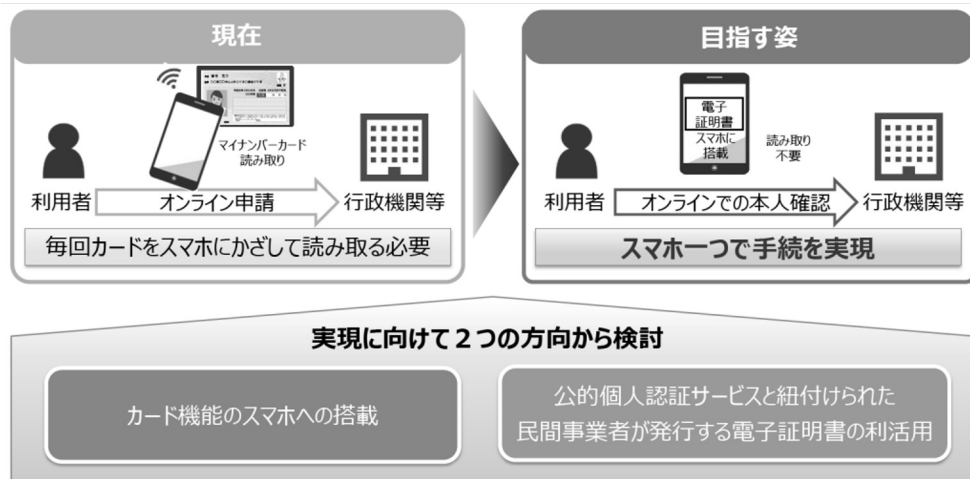 現在
マイナンバーカード
読み取り
利用者
オンライン申請
行政機関等
毎回カードをスマホにかざして読み取る必要
目指す姿
電子
証明書
スマホに
搭載
読み取り
不要
利用者
オンラインでの本人確認
行政機関等
スマホ一つで手続を実現
実現に向けて２つの方向から検討
カード機能のスマホへの搭載
公的個人認証サービスと紐付けられた
民間事業者が発行する電子証明書の利活用